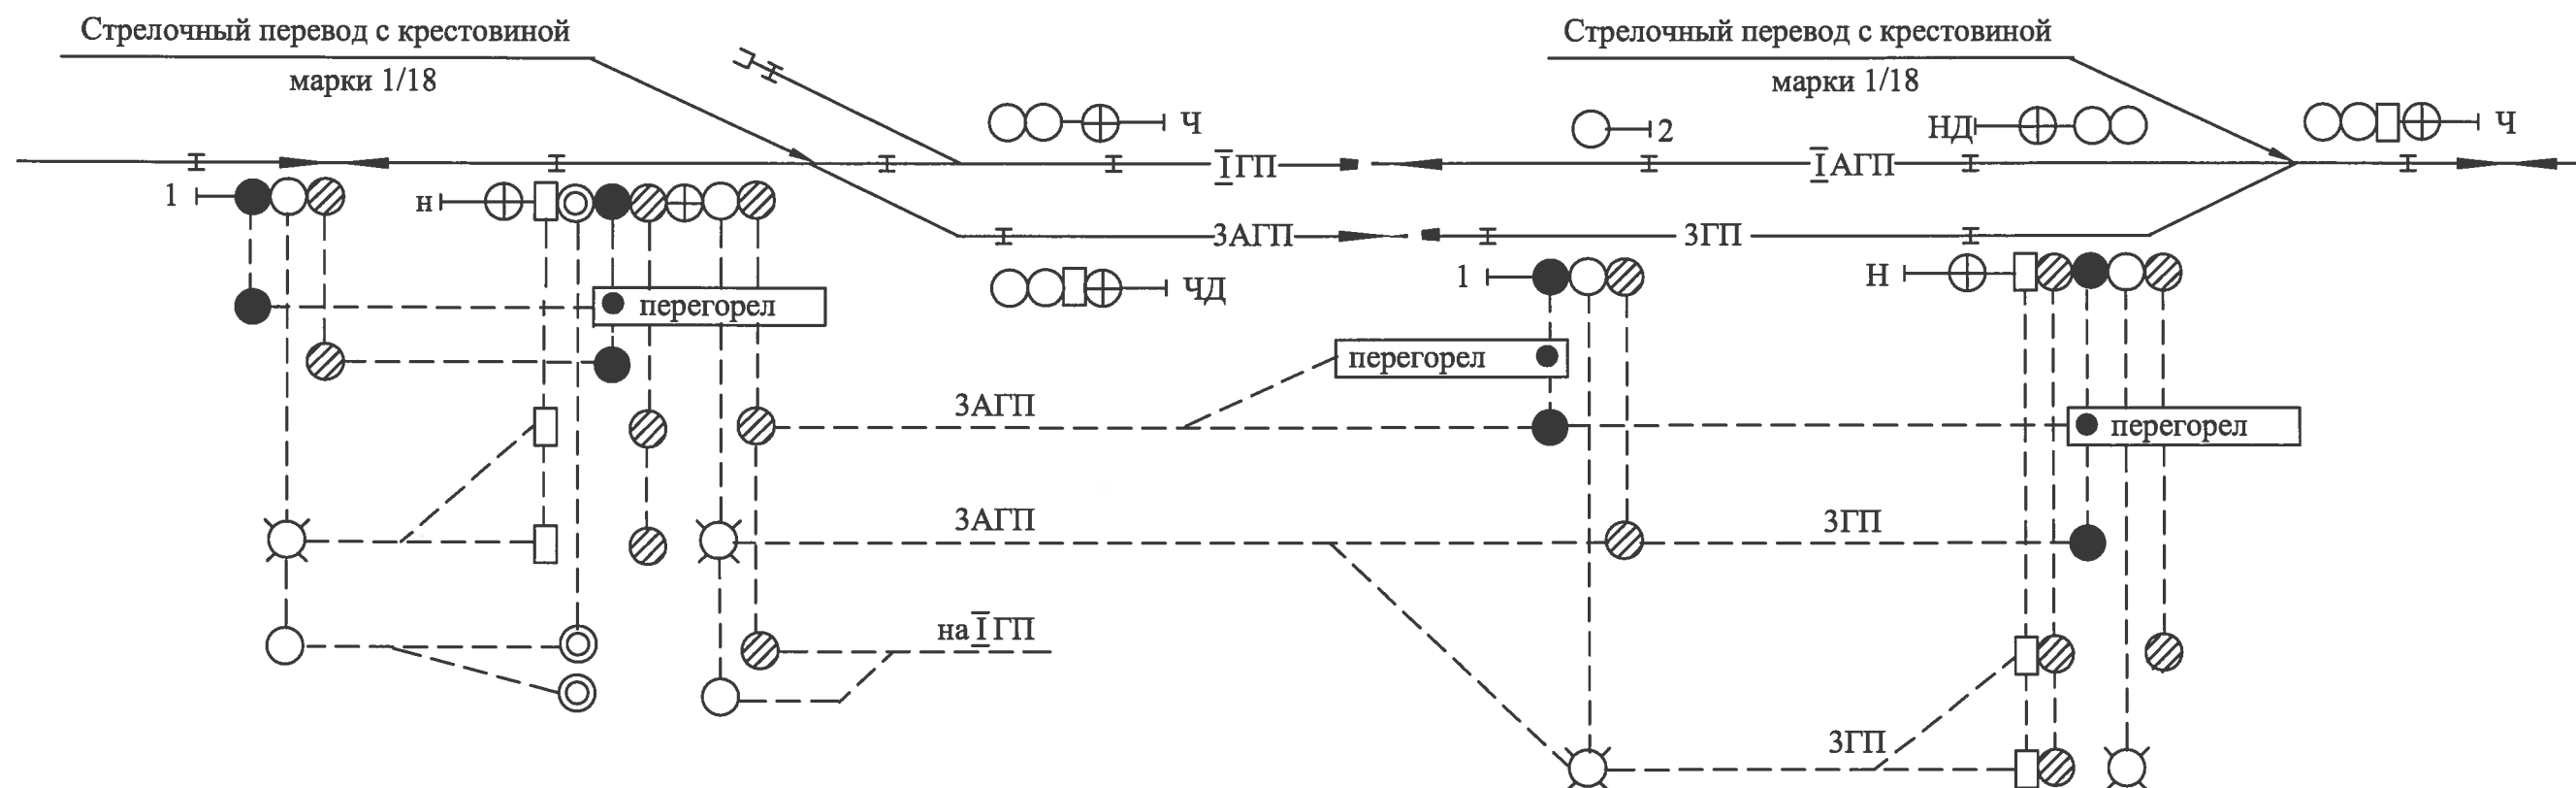 Стрелочный перевод с крестовиной
марки 1/18
Стрелочный перевод с крестовиной
марки 1/18
Ч
2
НД
Ч
I ГП
I АГП
1
н
3АГП
3ГП
ЧД
1
Н
перегорел
перегорел
3АГП
перегорел
3АГП
3ГП
на I ГП
3ГП